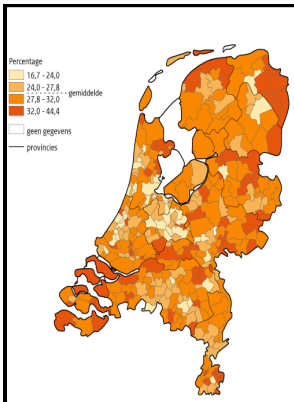 Percentage
16,7 - 24,0
24,0 - 27,8
gemiddelde
27,8 - 32,0
32,0 - 44,4
geen gegevens
provincies